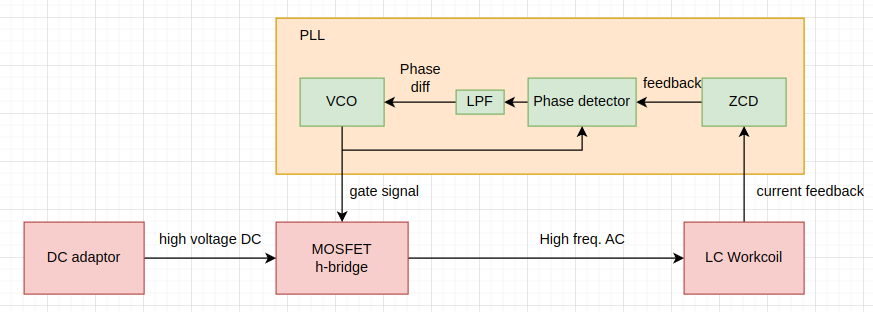 PLL
Phase
diff
feedback
VCO
LPF
Phase detector
ZCD
gate signal
current feedback
high voltage DC
High freq. AC
DC adaptor
MOSFET
h-bridge
LC Workcoil